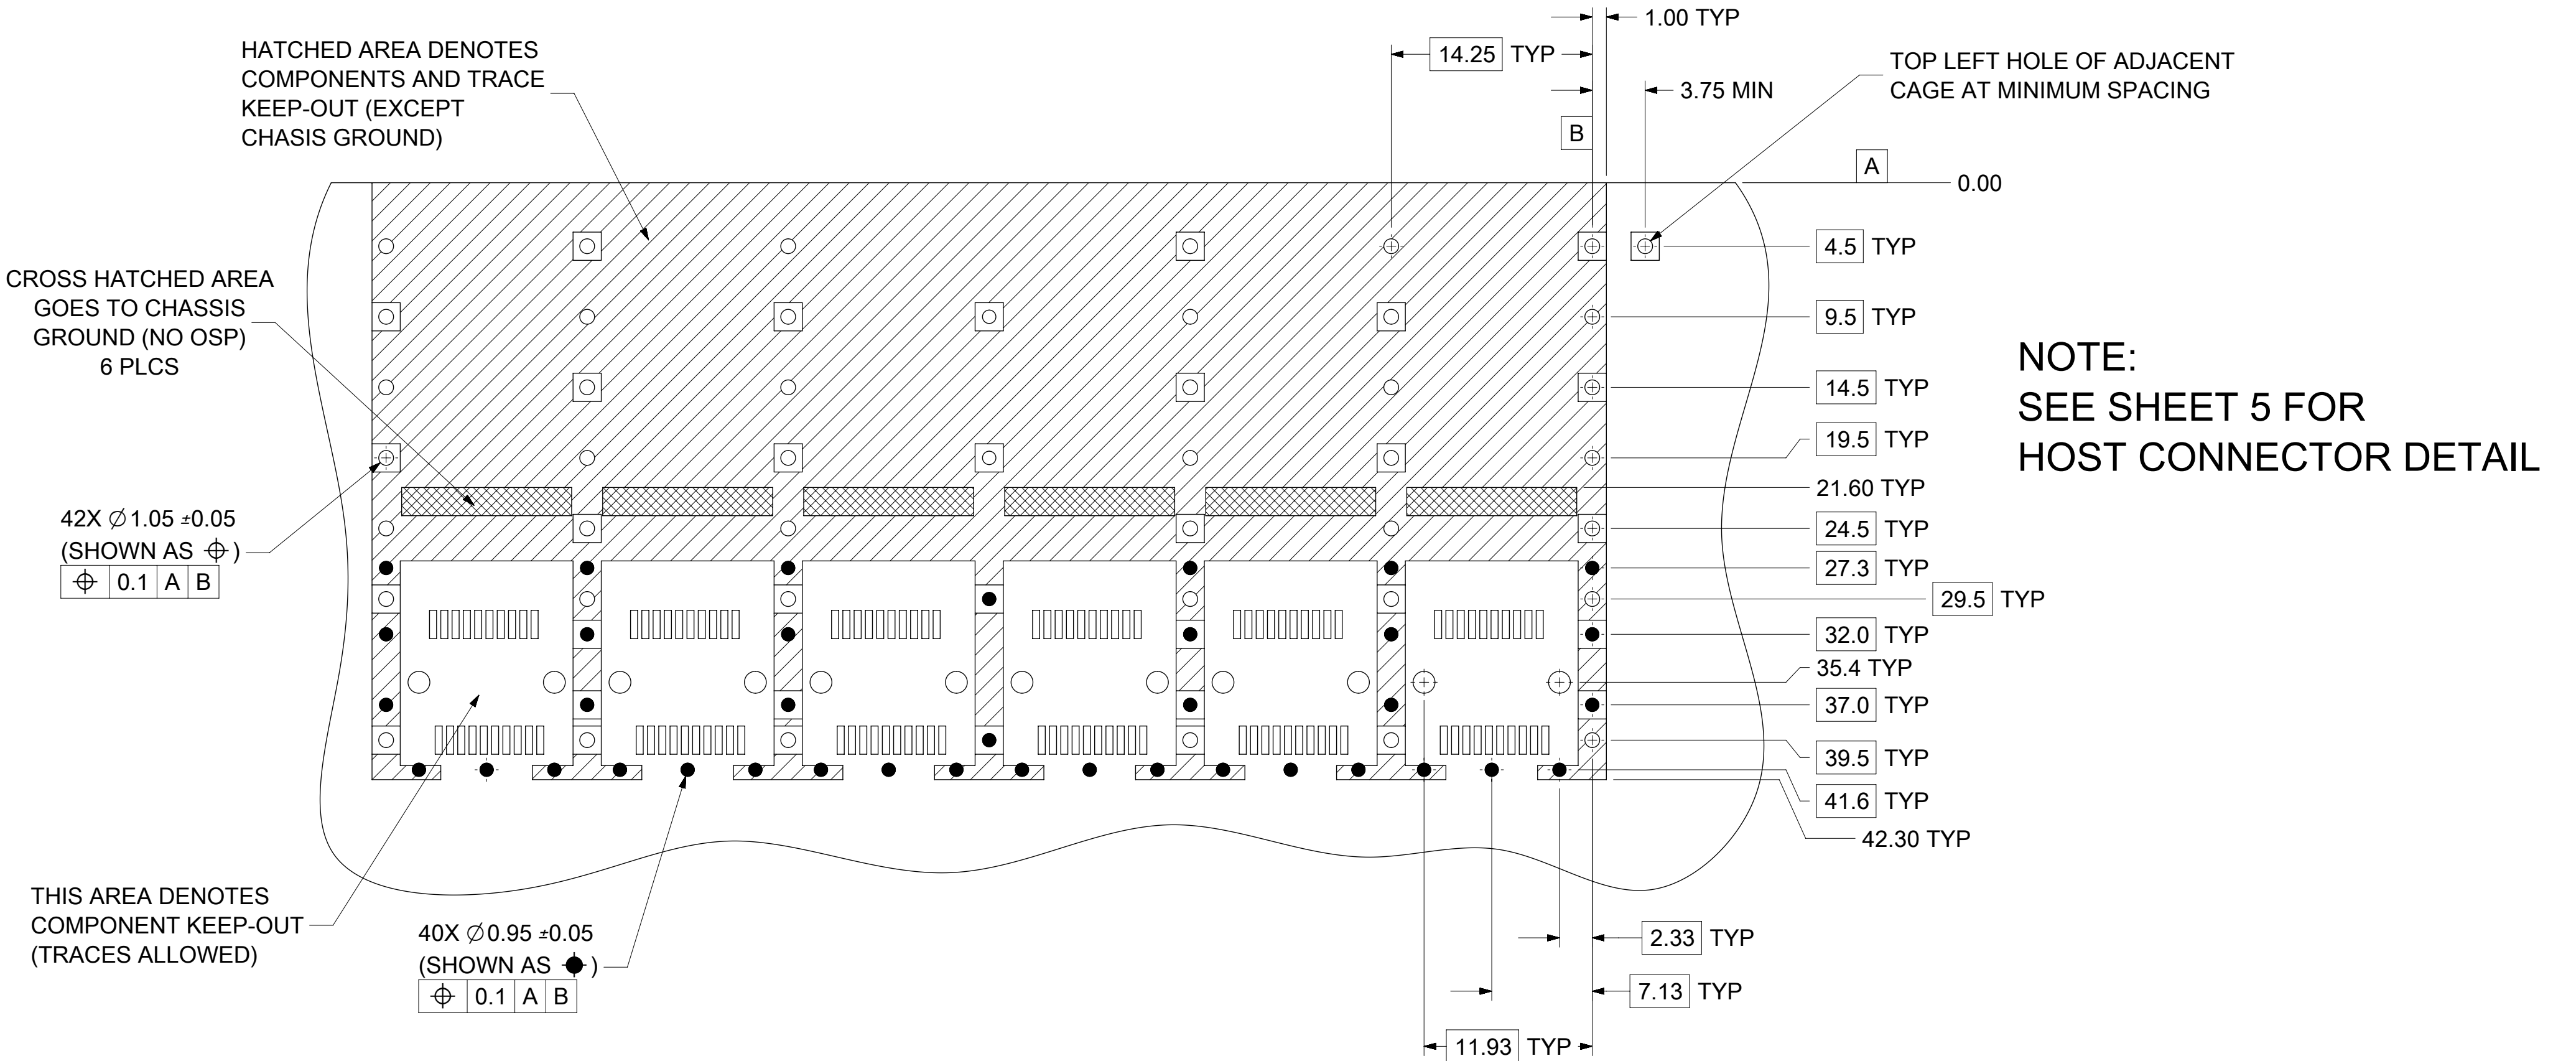 1.00 TYP
14.25 TYP
3.75 MIN
B
TOP LEFT HOLE OF ADJACENT
CAGE AT MINIMUM SPACING
HATCHED AREA DENOTES
COMPONENTS AND TRACE
KEEP-OUT (EXCEPT
CHASIS GROUND)
A
0.00
4.5 TYP
9.5 TYP
14.5 TYP
19.5 TYP
21.60 TYP
24.5 TYP
27.3 TYP
29.5 TYP
32.0 TYP
35.4 TYP
37.0 TYP
39.5 TYP
41.6 TYP
42.30 TYP
NOTE:
SEE SHEET 5 FOR
HOST CONNECTOR DETAIL
CROSS HATCHED AREA
GOES TO CHASSIS
GROUND (NO OSP)
6 PLCS
42X ∅1.05 ±0.05
(SHOWN AS ⌖)
⌖ 0.1 A B
THIS AREA DENOTES
COMPONENT KEEP-OUT
(TRACES ALLOWED)
40X ∅0.95 ±0.05
(SHOWN AS )
⌖ 0.1 A B
2.33 TYP
7.13 TYP
11.93 TYP